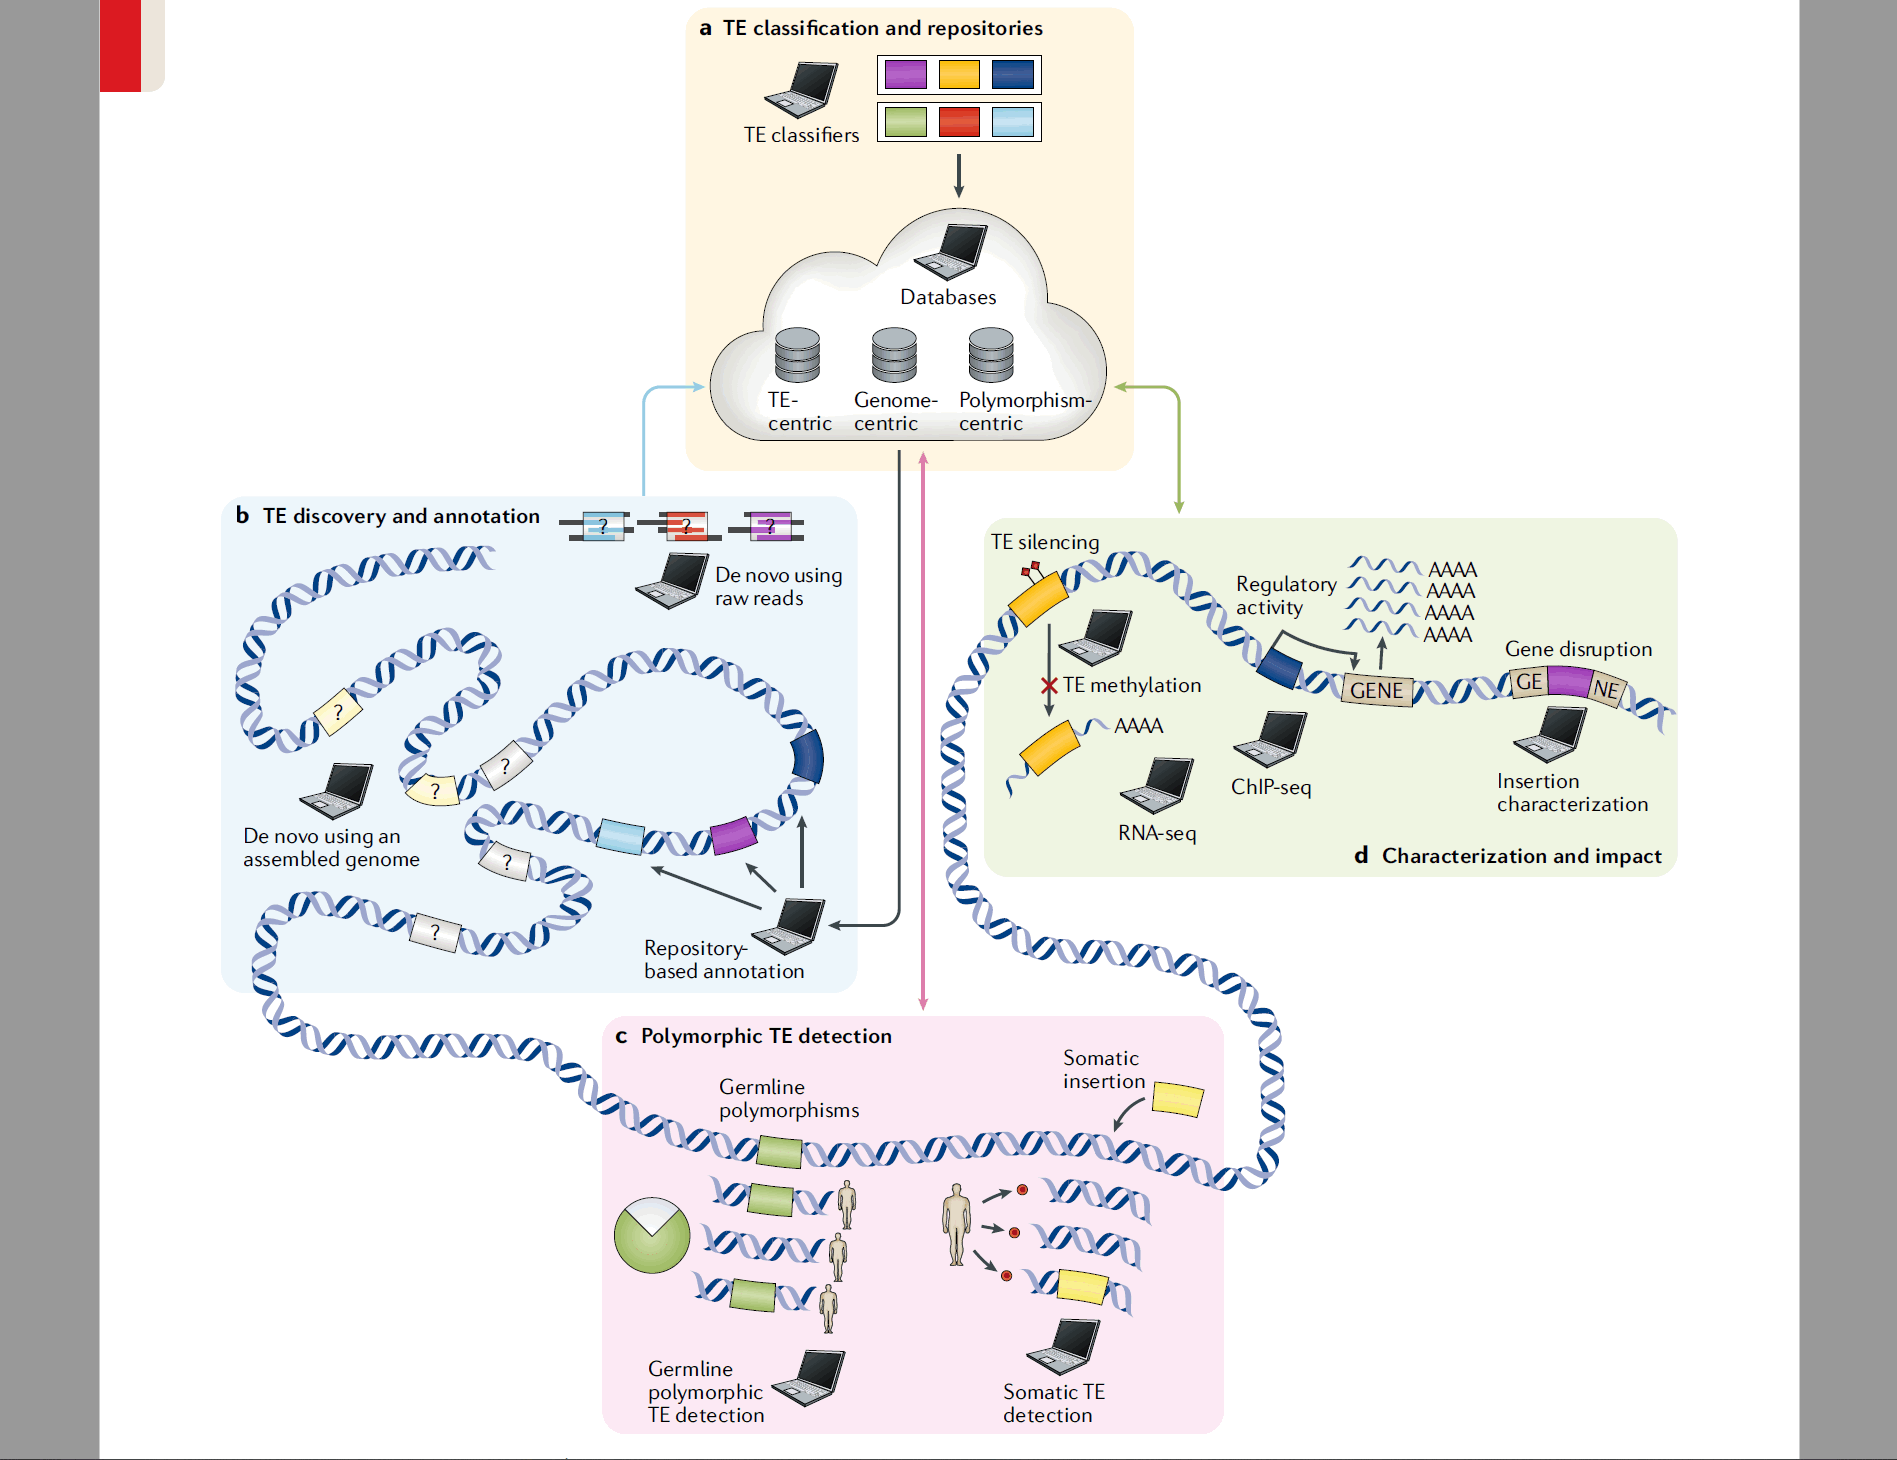 a TE classification and repositories
TE classifiers
Databases
TE-
centric
Genome-
centric
Polymorphism-
centric
b TE discovery and annotation
? ? ?
De novo using
raw reads
?
?
?
De novo using an
assembled genome
?
?
Repository-
based annotation
c Polymorphic TE detection
Germline
polymorphisms
Somatic
insertion
Germline
polymorphic
TE detection
Somatic TE
detection
TE silencing
TE methylation
AAAA
RNA-seq
Regulatory
activity
AAAA
AAAA
AAAA
AAAA
GENE
ChIP-seq
Gene disruption
GE NE
Insertion
characterization
d Characterization and impact